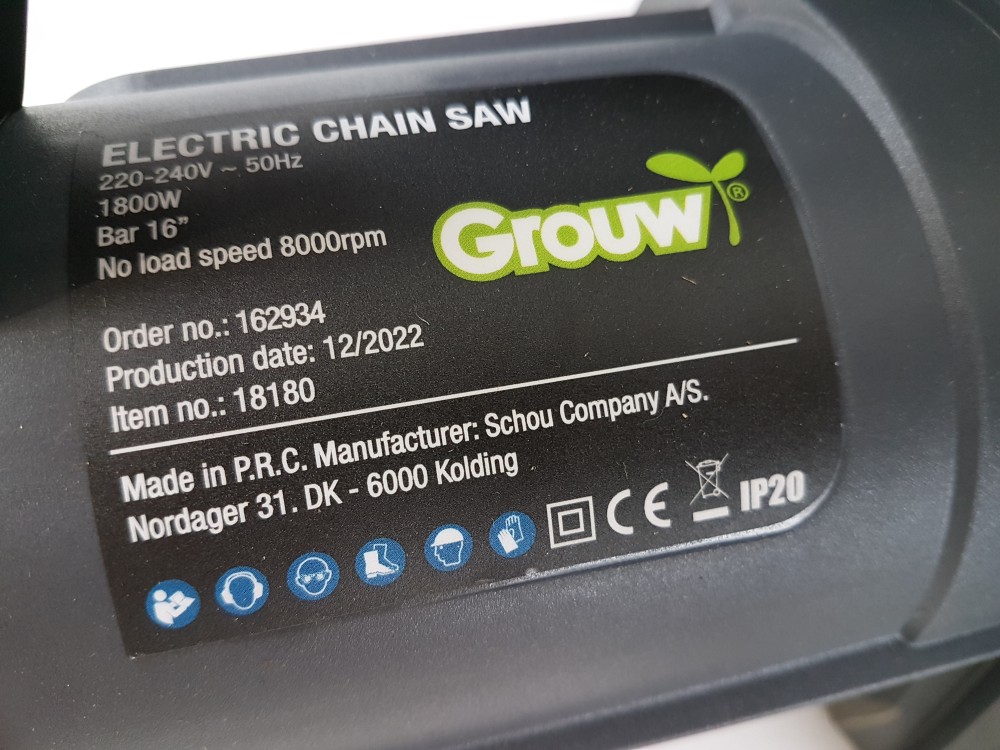 ELECTRIC CHAIN SAW
220-240V ~ 50Hz
1800W
Bar 16”
No load speed 8000rpm
Grouw ®
Order no.: 162934
Production date: 12/2022
Item no.: 18180
Made in P.R.C. Manufacturer: Schou Company A/S.
Nordager 31. DK - 6000 Kolding
CE
IP20